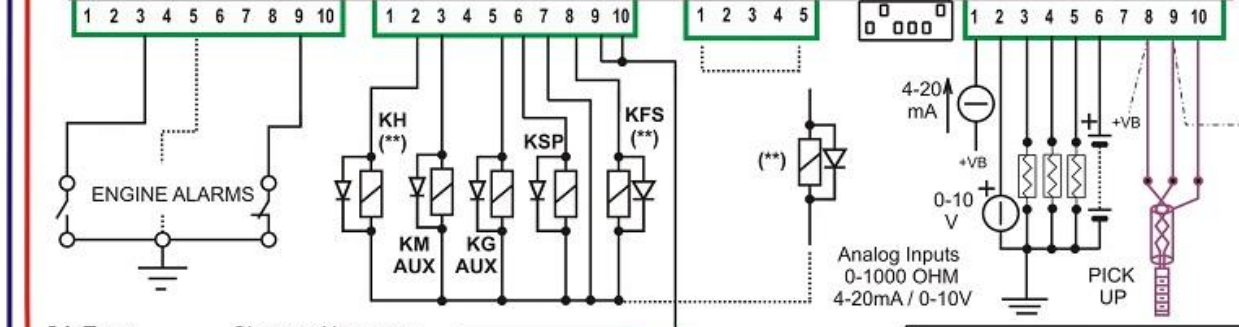 1 2 3 4 5 6 7 8 9 10
1 2 3 4 5 6 7 8 9 10
1 2 3 4 5
1 2 3 4 5 6 7 8 9 10
ENGINE ALARMS
KH
(**)
KM
AUX
KG
AUX
KSP
KFS
(**)
(**)
4-20
mA
+VB
0-10
V
+
+
+VB
Analog Inputs
0-1000 OHM
4-20mA / 0-10V
PICK
UP